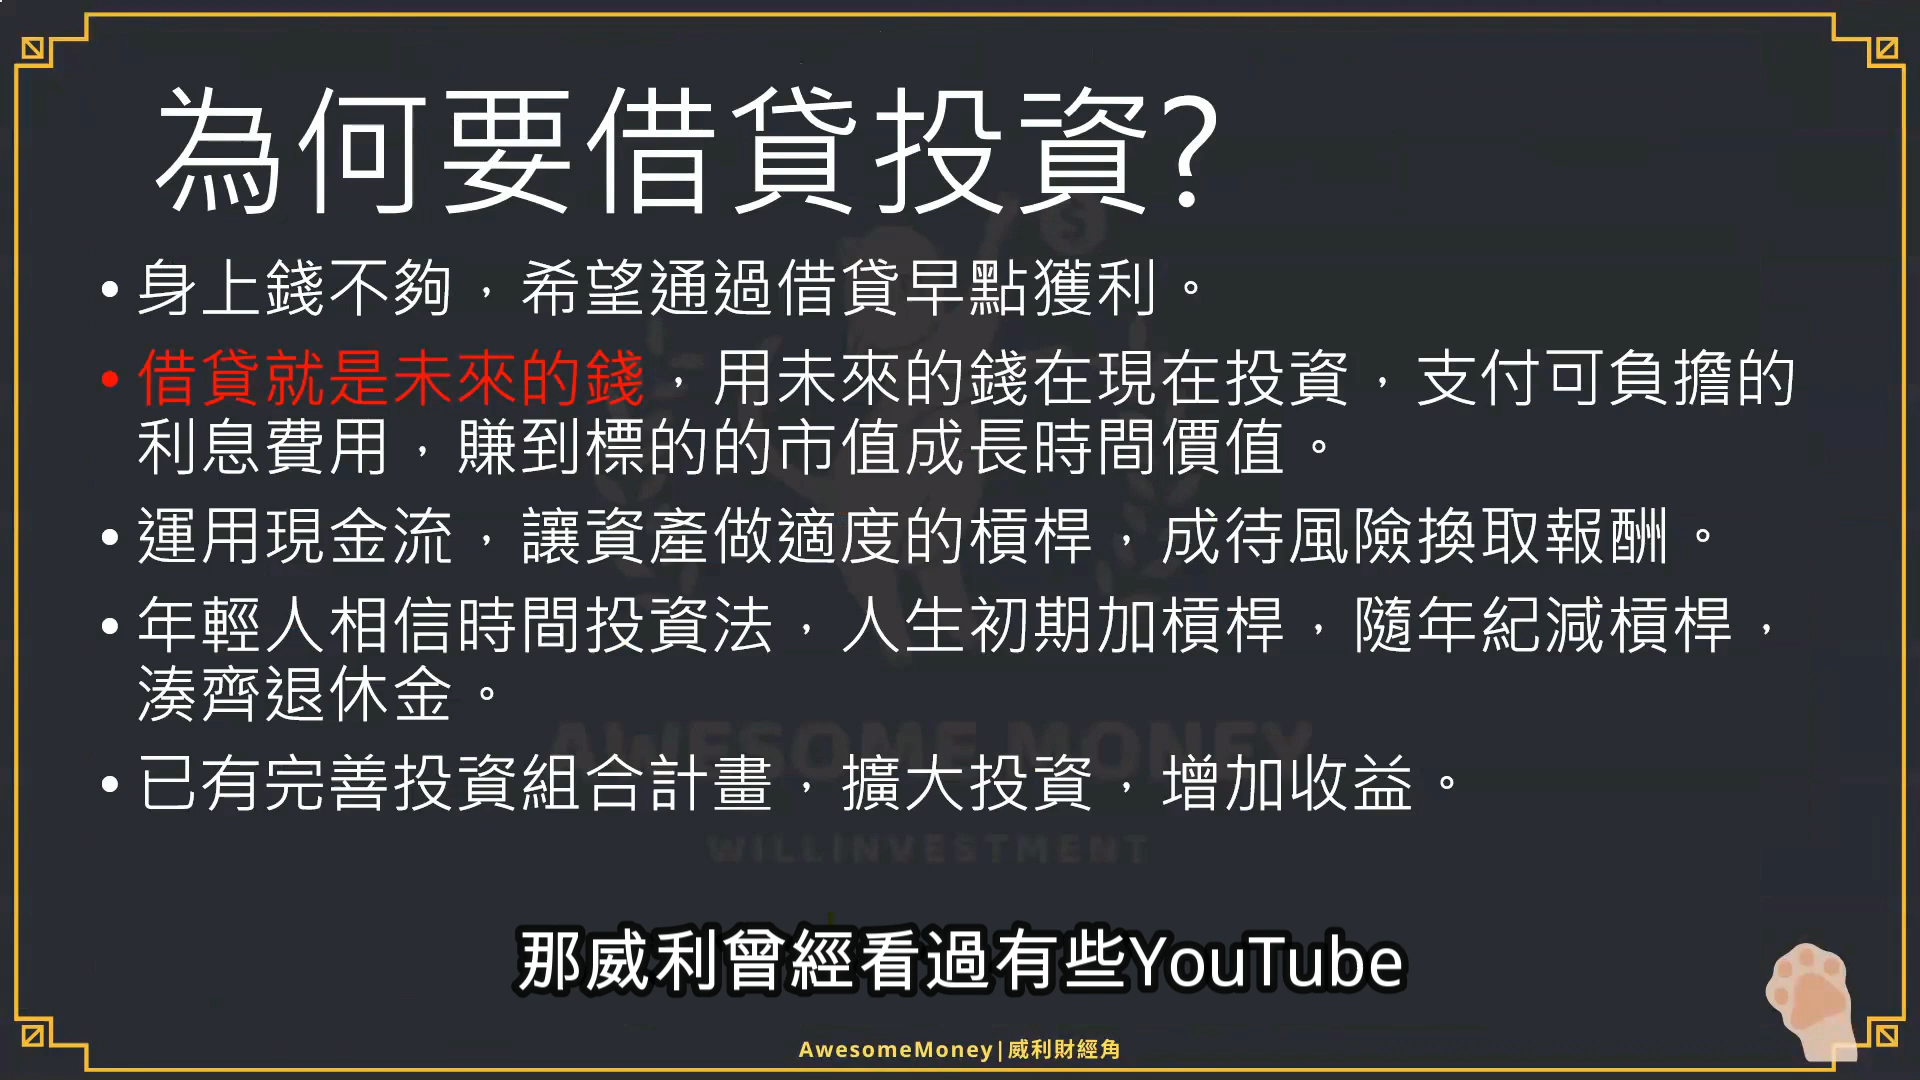 為何要借貸投資?
•身上錢不夠，希望通過借貸早點獲利。
•借貸就是未來的錢，用未來的錢在現在投資，支付可負擔的
利息費用，賺到標的的市值成長時間價值。
•運用現金流，讓資產做適度的槓桿，成待風險換取報酬。
•年輕人相信時間投資法，人生初期加槓桿，隨年紀減槓桿，
湊齊退休金。
•已有完善投資組合計畫，擴大投資，增加收益。
AWESOME MONEY
WILLINVESTMENT
那威利曾經看過有些YouTube
AwesomeMoney|威利財經角